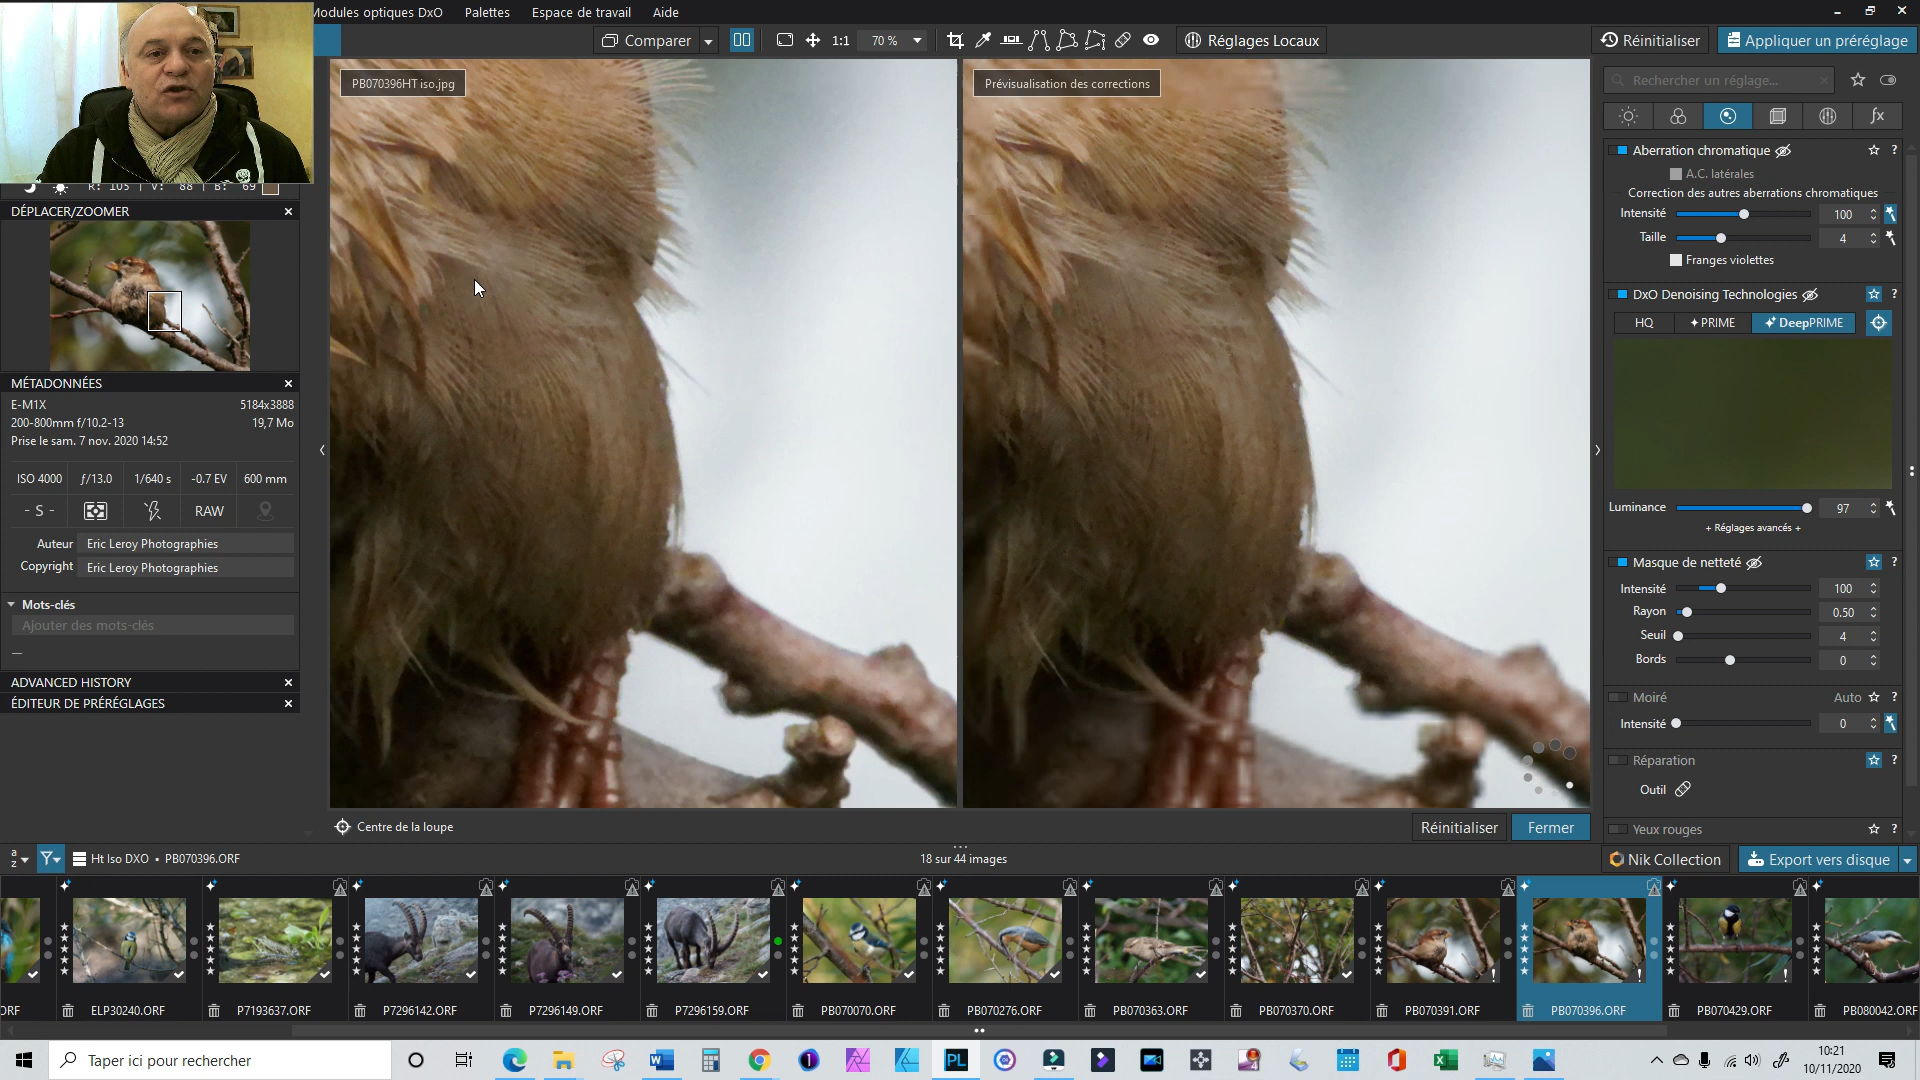 Modules optiques DxO Palettes Espace de travail Aide
Comparer 1:1 70 % Réglages Locaux Réinitialiser Appliquer un préréglage
PB070396HT iso.jpg
Prévisualisation des corrections
Rechercher un réglage...
fx
R: 105 | V: 88 | B: 69
DÉPLACER/ZOOMER
MÉTADONNÉES
E-M1X 5184x3888
200-800mm f/10.2-13 19,7 Mo
Prise le sam. 7 nov. 2020 14:52
ISO 4000 ƒ/13.0 1/640 s -0.7 EV 600 mm
- S - RAW
Auteur Eric Leroy Photographies
Copyright Eric Leroy Photographies
Mots-clés
Ajouter des mots-clés
—
ADVANCED HISTORY
ÉDITEUR DE PRÉRÉGLAGES
Aberration chromatique ?
A.C. latérales
Correction des autres aberrations chromatiques
Intensité 100
Taille 4
Franges violettes
DxO Denoising Technologies ?
HQ PRIME DeepPRIME
Luminance 97
+ Réglages avancés +
Masque de netteté ?
Intensité 100
Rayon 0.50
Seuil 4
Bords 0
Moiré Auto ?
Intensité 0
Réparation ?
Outil
Yeux rouges ?
Centre de la loupe Réinitialiser Fermer
Ht Iso DXO • PB070396.ORF 18 sur 44 images Nik Collection Export vers disque
ELP30240.ORF P7193637.ORF P7296142.ORF P7296149.ORF P7296159.ORF PB070070.ORF PB070276.ORF PB070363.ORF PB070370.ORF PB070391.ORF PB070396.ORF PB070429.ORF PB080042.ORF
Taper ici pour rechercher
PL
10:21
10/11/2020